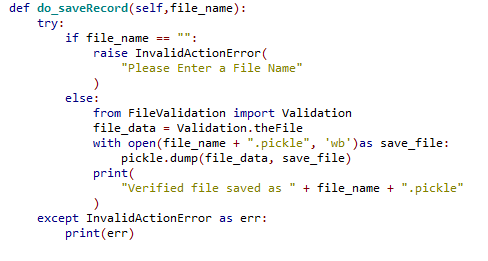 def do_saveRecord(self,file_name):
    try:
        if file_name == "":
            raise InvalidActionError(
                "Please Enter a File Name"
            )
        else:
            from FileValidation import Validation
            file_data = Validation.theFile
            with open(file_name + ".pickle", 'wb')as save_file:
                pickle.dump(file_data, save_file)
            print(
                "Verified file saved as " + file_name + ".pickle"
            )
    except InvalidActionError as err:
        print(err)